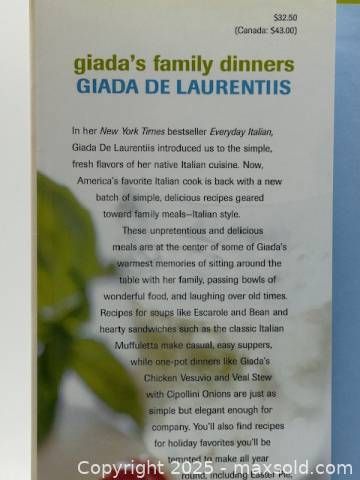 $32.50
(Canada: $43.00)
giada's family dinners
GIADA DE LAURENTIIS
In her New York Times bestseller Everyday Italian,
Giada De Laurentiis introduced us to the simple,
fresh flavors of her native Italian cuisine. Now,
America's favorite Italian cook is back with a new
batch of simple, delicious recipes geared
toward family meals—Italian style.
These unpretentious and delicious
meals are at the center of some of Giada's
warmest memories of sitting around the
table with her family, passing bowls of
wonderful food, and laughing over old times.
Recipes for soups like Escarole and Bean and
hearty sandwiches such as the classic Italian
Muffuletta make casual, easy suppers,
while one-pot dinners like Giada's
Chicken Vesuvio and Veal Stew
with Cipollini Onions are just as
simple but elegant enough for
company. You'll also find recipes
for holiday favorites you'll be
tempted to make all year
round, including Easter Pie,
Copyright © 2025 - maxsold.com